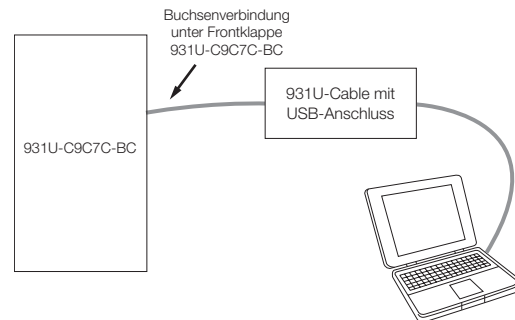 Buchsenverbindung
unter Frontklappe
931U-C9C7C-BC
931U-Cable mit
USB-Anschluss
931U-C9C7C-BC